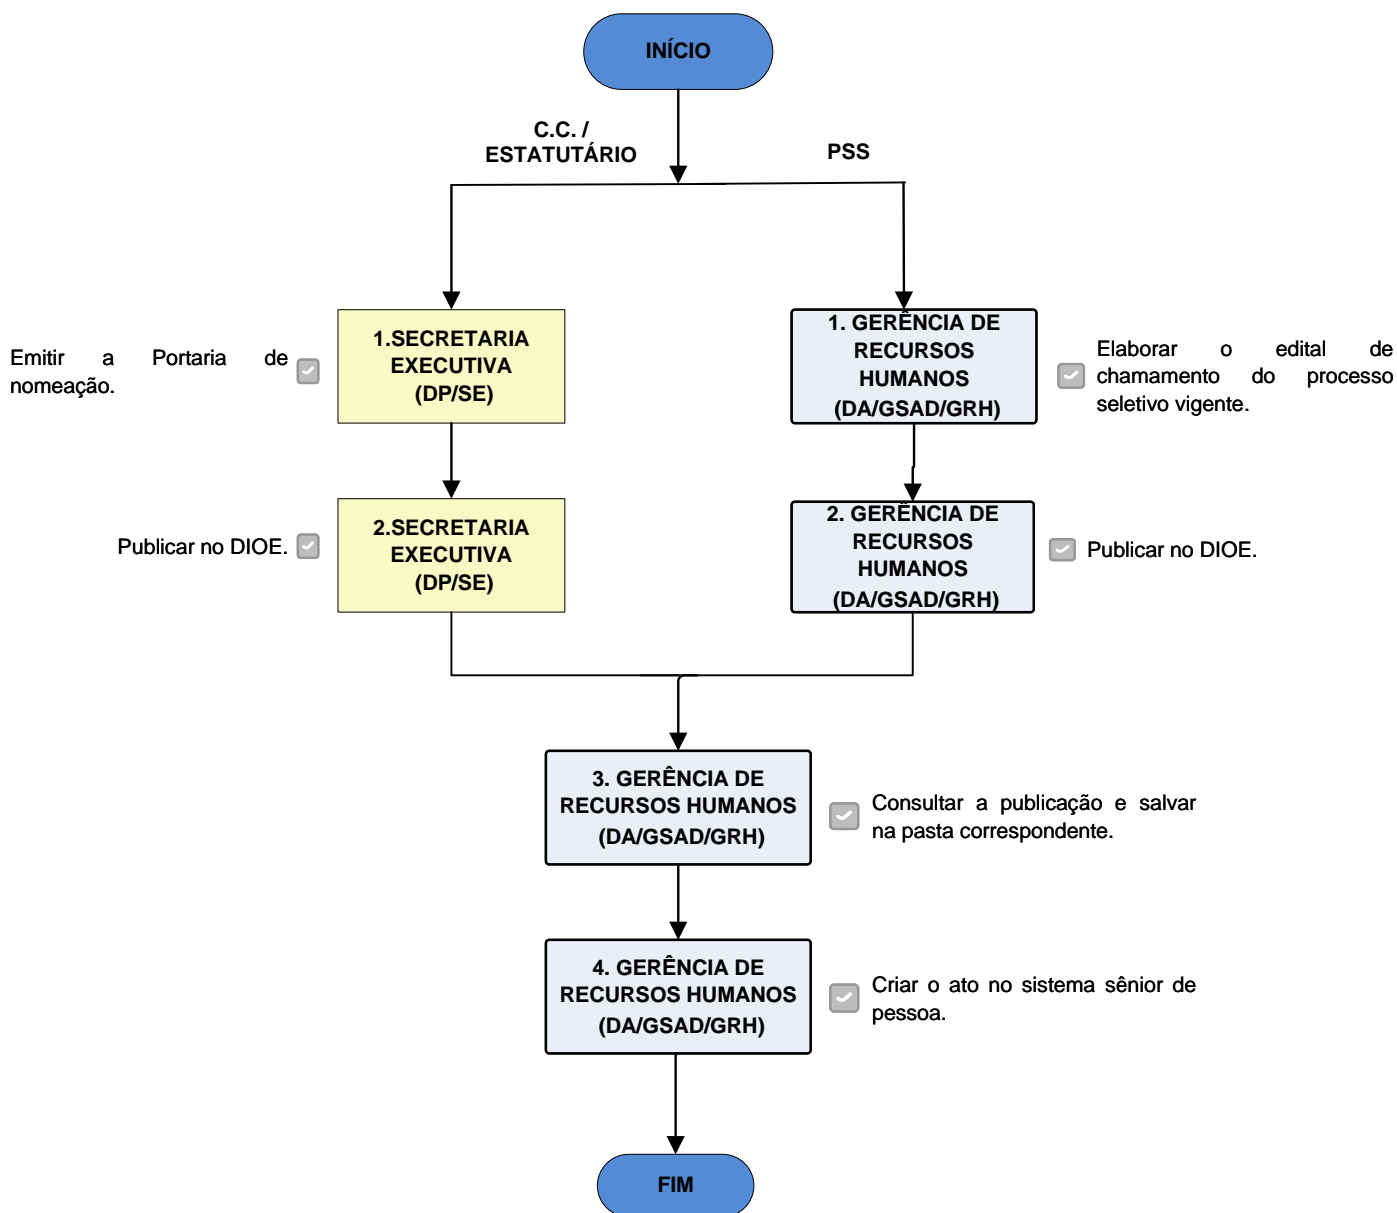 INÍCIO
C.C. /
ESTATUTÁRIO
PSS
Emitir a Portaria de
nomeação.
1.SECRETARIA
EXECUTIVA
(DP/SE)
1. GERÊNCIA DE
RECURSOS
HUMANOS
(DA/GSAD/GRH)
Elaborar o edital de
chamamento do processo
seletivo vigente.
Publicar no DIOE.
2.SECRETARIA
EXECUTIVA
(DP/SE)
2. GERÊNCIA DE
RECURSOS
HUMANOS
(DA/GSAD/GRH)
Publicar no DIOE.
3. GERÊNCIA DE
RECURSOS HUMANOS
(DA/GSAD/GRH)
Consultar a publicação e salvar
na pasta correspondente.
4. GERÊNCIA DE
RECURSOS HUMANOS
(DA/GSAD/GRH)
Criar o ato no sistema sênior de
pessoa.
FIM